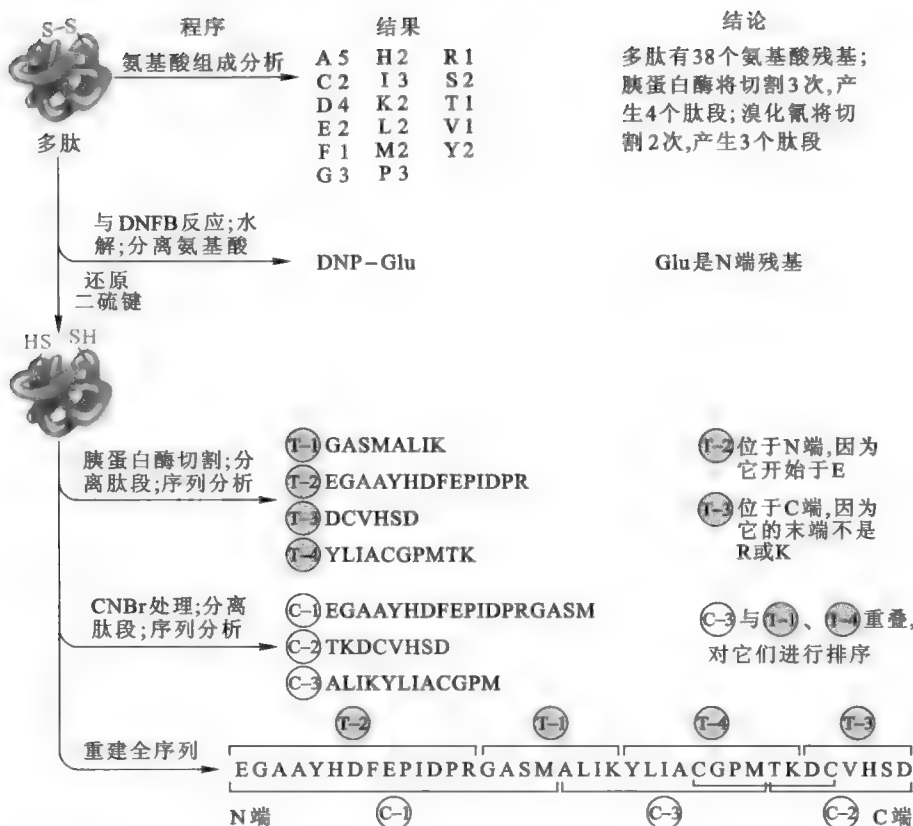 S-S
程序
结果
结论
氨基酸组成分析
A 5 H 2 R 1
C 2 I 3 S 2
D 4 K 2 T 1
E 2 L 2 V 1
F 1 M 2 Y 2
G 3 P 3
多肽有38个氨基酸残基;
胰蛋白酶将切割3次,产
生4个肽段;溴化氰将切
割2次,产生3个肽段
多肽
与DNFB反应;水
解;分离氨基酸
DNP-Glu
Glu是N端残基
还原
二硫键
HS SH
胰蛋白酶切割;分
离肽段;序列分析
T-1 GASMALIK
T-2 EGAAYHDFEPIDPR
T-3 DCVHSD
T-4 YLIACGPMTK
T-2 位于N端,因为
它开始于E
T-3 位于C端,因为
它的末端不是
R或K
CNBr处理;分离
肽段;序列分析
C-1 EGAAYHDFEPIDPRGASM
C-2 TKDCVHSD
C-3 ALIKYLIACGPM
C-3 与 T-1、T-4 重叠,
对它们进行排序
重建全序列
T-2 T-1 T-4 T-3
EGAAYHDFEPIDPRGASMALIKYLIACGPMTKDCVHSD
N端 C-1 C-3 C-2 C端